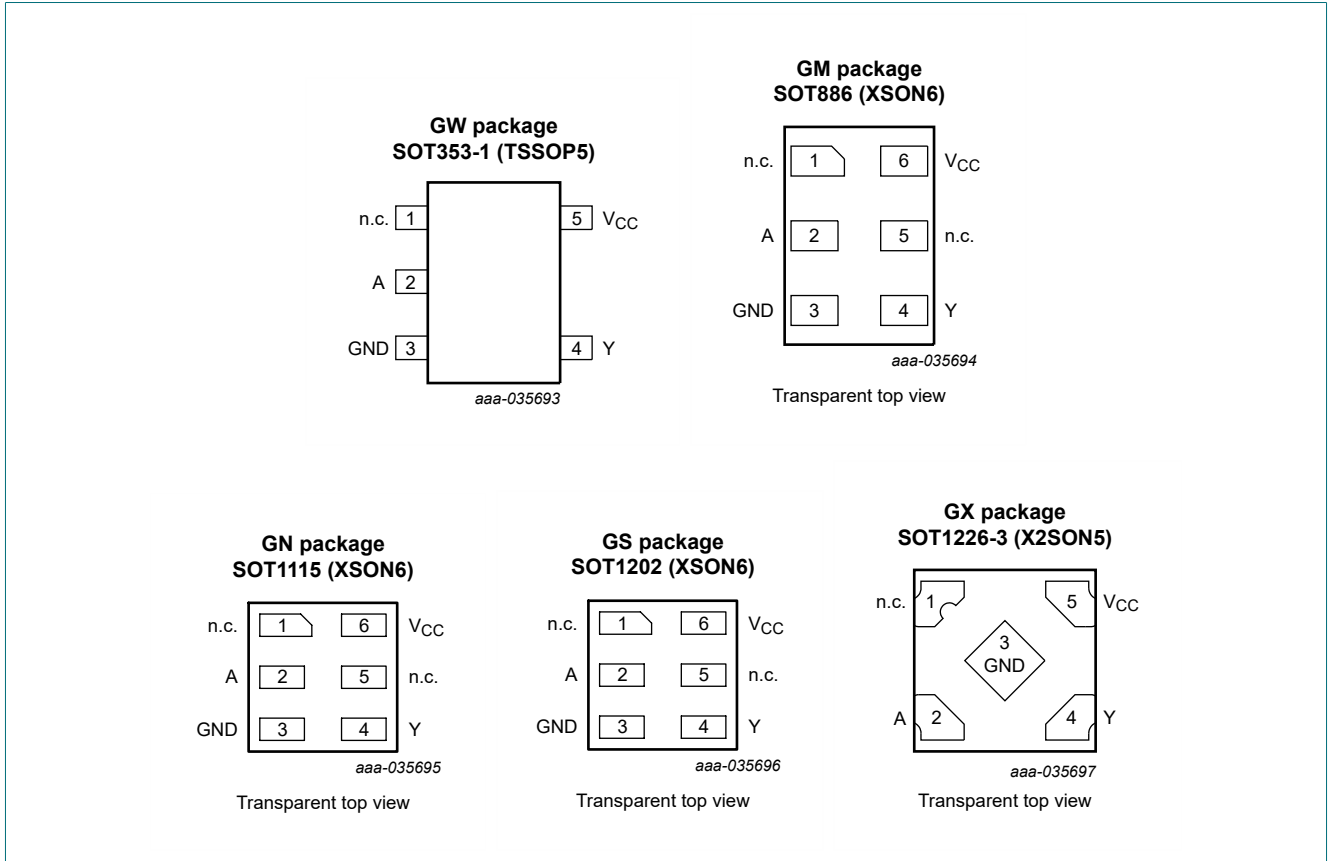 GW package
SOT353-1 (TSSOP5)
n.c. 1
5 VCC
A 2
GND 3
4 Y
aaa-035693
GM package
SOT886 (XSON6)
n.c. 1 6 VCC
A 2 5 n.c.
GND 3 4 Y
aaa-035694
Transparent top view
GN package
SOT1115 (XSON6)
n.c. 1 6 VCC
A 2 5 n.c.
GND 3 4 Y
aaa-035695
Transparent top view
GS package
SOT1202 (XSON6)
n.c. 1 6 VCC
A 2 5 n.c.
GND 3 4 Y
aaa-035696
Transparent top view
GX package
SOT1226-3 (X2SON5)
n.c. 1 5 VCC
3
GND
A 2 4 Y
aaa-035697
Transparent top view